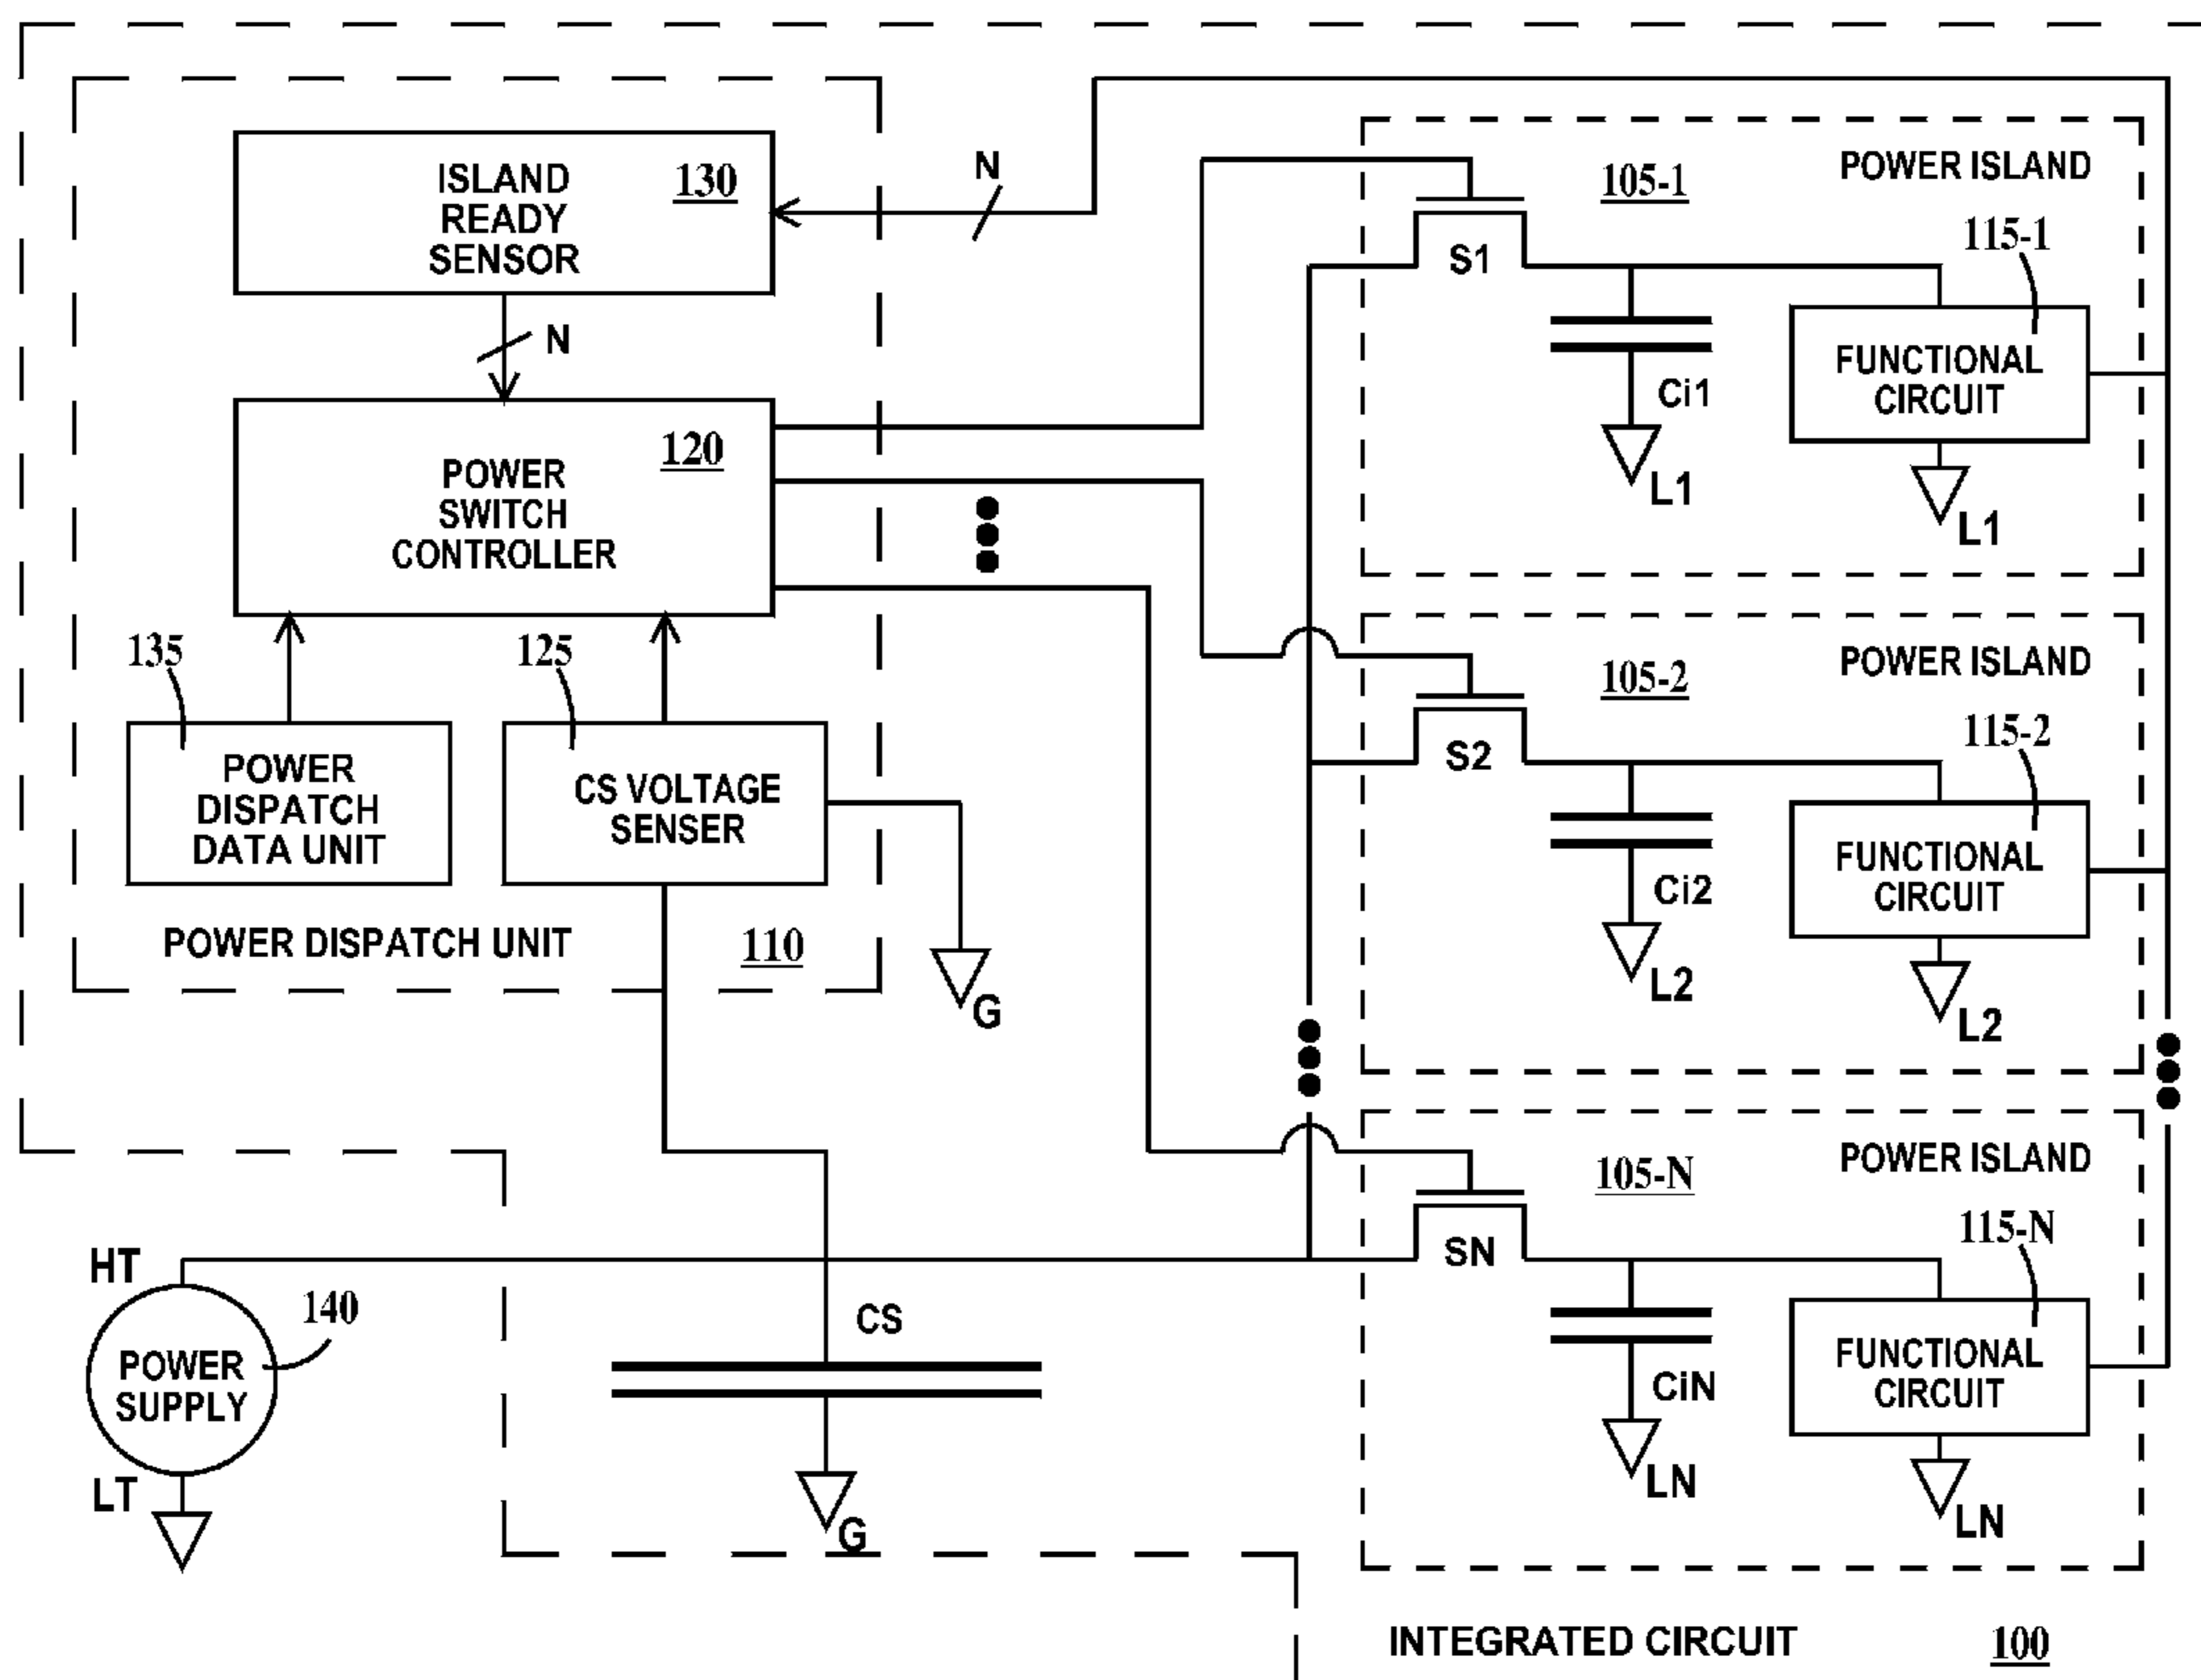 ISLAND
READY
SENSOR
130
N
N
POWER
SWITCH
CONTROLLER
120
135
POWER
DISPATCH
DATA UNIT
125
CS VOLTAGE
SENSER
POWER DISPATCH UNIT
110
G
HT
POWER
SUPPLY
140
LT
CS
G
POWER ISLAND
105-1
S1
Ci1
L1
115-1
FUNCTIONAL
CIRCUIT
L1
POWER ISLAND
105-2
S2
Ci2
L2
115-2
FUNCTIONAL
CIRCUIT
L2
POWER ISLAND
105-N
SN
CiN
LN
115-N
FUNCTIONAL
CIRCUIT
LN
INTEGRATED CIRCUIT
100